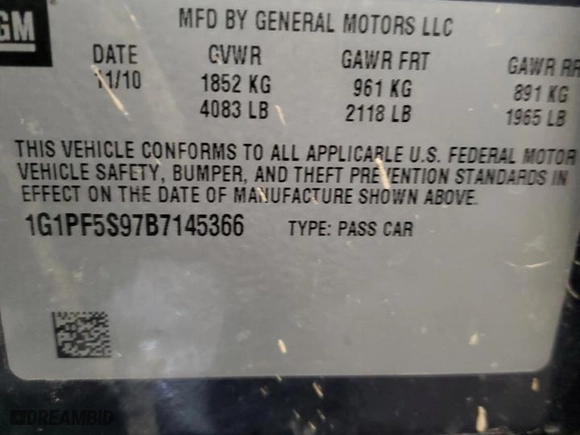 GM
MFD BY GENERAL MOTORS LLC
DATE GVWR GAWR FRT GAWR RR
11/10 1852 KG 961 KG 891 KG
4083 LB 2118 LB 1965 LB
THIS VEHICLE CONFORMS TO ALL APPLICABLE U.S. FEDERAL MOTOR
VEHICLE SAFETY, BUMPER, AND THEFT PREVENTION STANDARDS IN
EFFECT ON THE DATE OF MANUFACTURE SHOWN ABOVE.
1G1PF5S97B7145366 TYPE: PASS CAR
DREAMBID